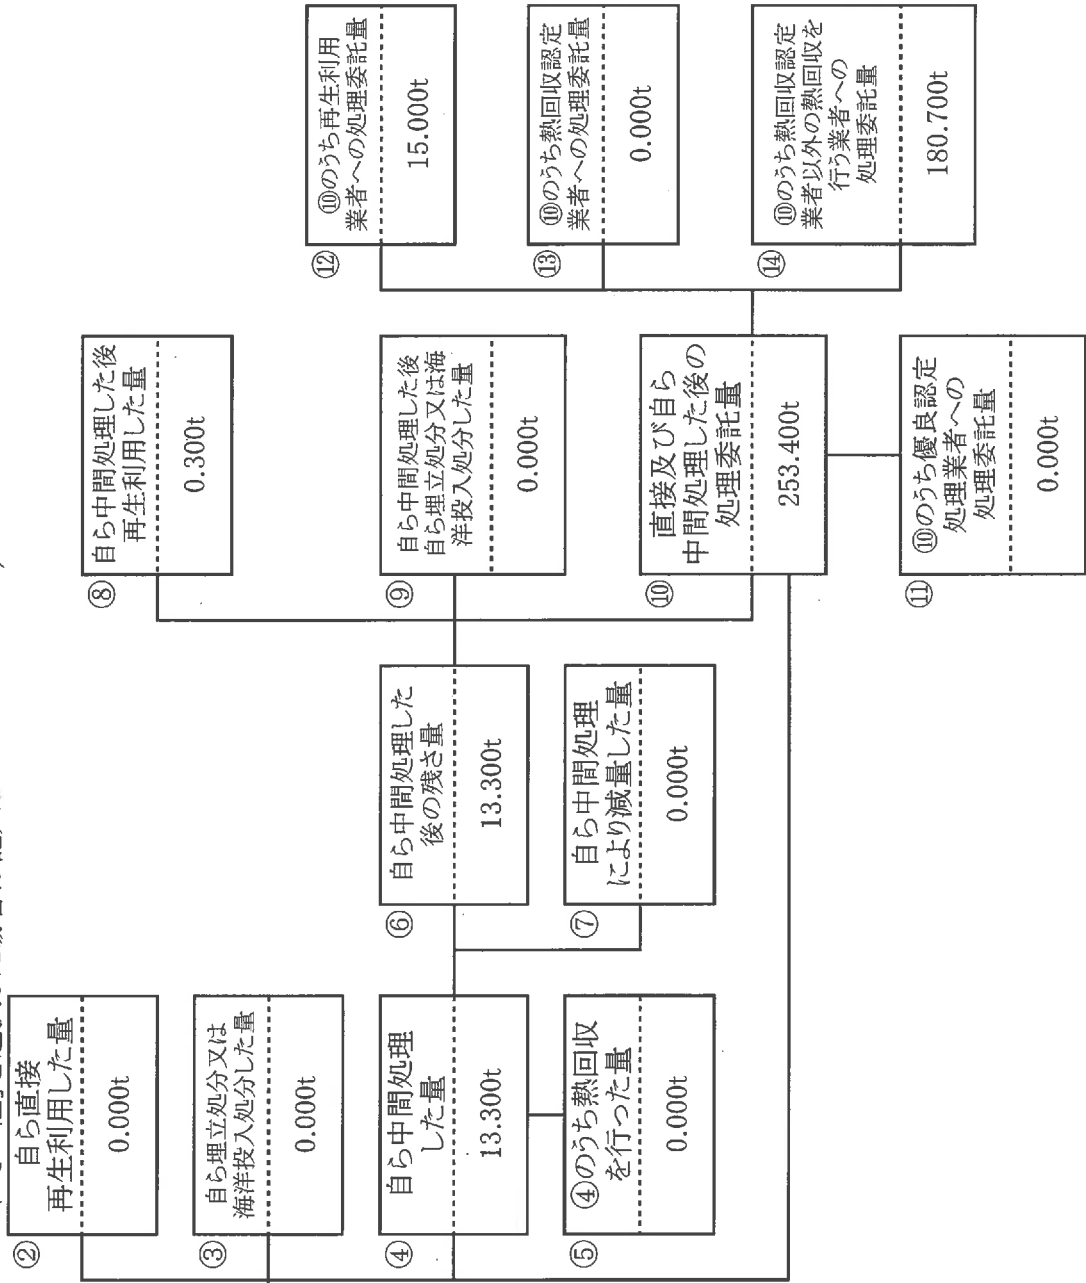 ②
自ら直接
再生利用した量
0.000t
③
自ら埋立処分又は
海洋投入処分した量
0.000t
④
自ら中間処理
した量
13.300t
⑤
④のうち熱回収
を行った量
0.000t
⑥
自ら中間処理した
後の残さ量
13.300t
⑦
自ら中間処理
により減量した量
0.000t
⑧
自ら中間処理した後
再生利用した量
0.300t
⑨
自ら中間処理した後
自ら埋立処分又は海
洋投入処分した量
0.000t
⑩
直接及び自ら
中間処理した後の
処理委託量
253.400t
⑪
⑩のうち優良認定
処理業者への
処理委託量
0.000t
⑫
⑩のうち再生利用
業者への処理委託量
15.000t
⑬
⑩のうち熱回収認定
業者への処理委託量
0.000t
⑭
⑩のうち熱回収認定
業者以外の熱回収を
行う業者への
処理委託量
180.700t